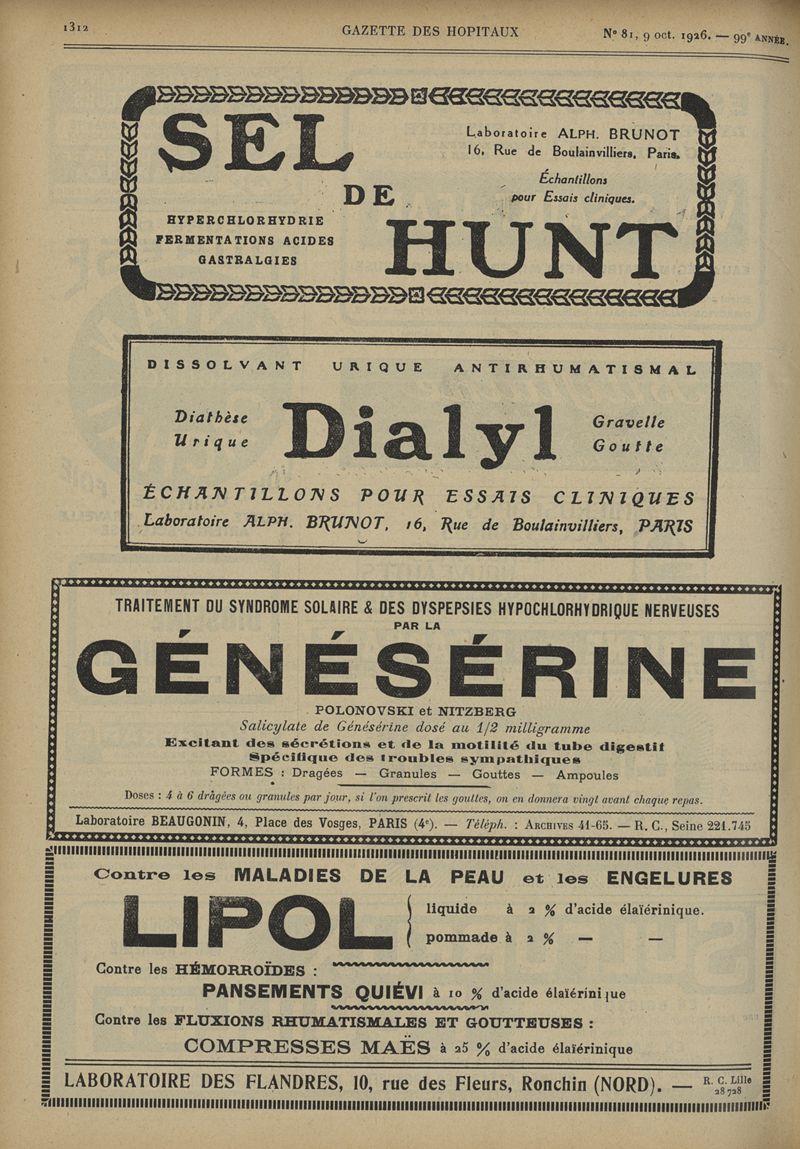 1312
GAZETTE DES HOPITAUX
N° 81, 9 oct. 1926. — 99e ANNÉE.
SEL
DE
HUNT
Laboratoire ALPH. BRUNOT
16, Rue de Boulainvilliers, Paris.
Échantillons
pour Essais cliniques.
HYPERCHLORHYDRIE
FERMENTATIONS ACIDES
GASTRALGIES
DISSOLVANT URIQUE ANTIRHUMATISMAL
Diathèse
Urique
Dialyl
Gravelle
Goutte
ÉCHANTILLONS POUR ESSAIS CLINIQUES
Laboratoire ALPH. BRUNOT, 16, Rue de Boulainvilliers, PARIS
TRAITEMENT DU SYNDROME SOLAIRE & DES DYSPEPSIES HYPOCHLORHYDRIQUE NERVEUSES
PAR LA
GÉNÉSÉRINE
POLONOVSKI et NITZBERG
Salicylate de Génésérine dosé au 1/2 milligramme
Excitant des sécrétions et de la motilité du tube digestif
Spécifique des troubles sympathiques
FORMES : Dragées — Granules — Gouttes — Ampoules
Doses : 4 à 6 drâgées ou granules par jour, si l'on prescrit les gouttes, on en donnera vingt avant chaque repas.
Laboratoire BEAUGONIN, 4, Place des Vosges, PARIS (4e). — Téléph. : ARCHIVES 41-65. — R. C., Seine 221.745
Contre les MALADIES DE LA PEAU et les ENGELURES
LIPOL
liquide à 2 % d'acide élaïérinique.
pommade à 2 % — —
Contre les HÉMORROÏDES :
PANSEMENTS QUIÉVI à 10 % d'acide élaïérinique
Contre les FLUXIONS RHUMATISMALES ET GOUTTEUSES :
COMPRESSES MAËS à 25 % d'acide élaïérinique
LABORATOIRE DES FLANDRES, 10, rue des Fleurs, Ronchin (NORD). — R. C. Lille
28728